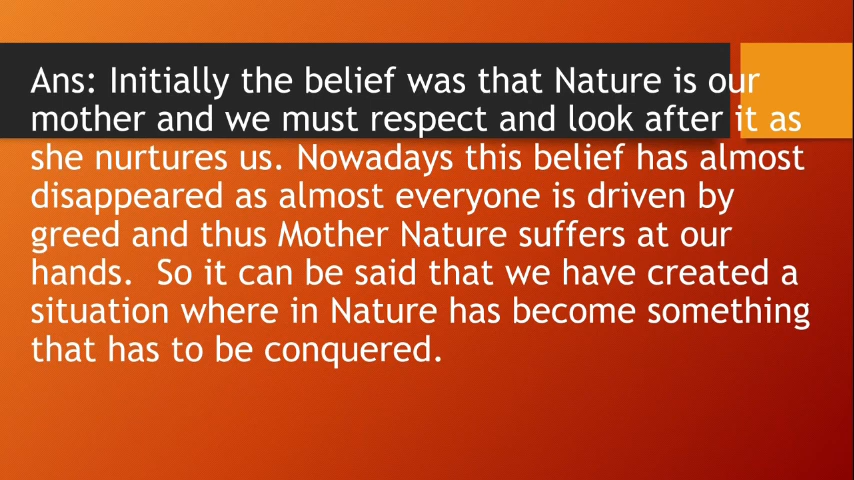 Ans: Initially the belief was that Nature is our
mother and we must respect and look after it as
she nurtures us. Nowadays this belief has almost
disappeared as almost everyone is driven by
greed and thus Mother Nature suffers at our
hands.  So it can be said that we have created a
situation where in Nature has become something
that has to be conquered.